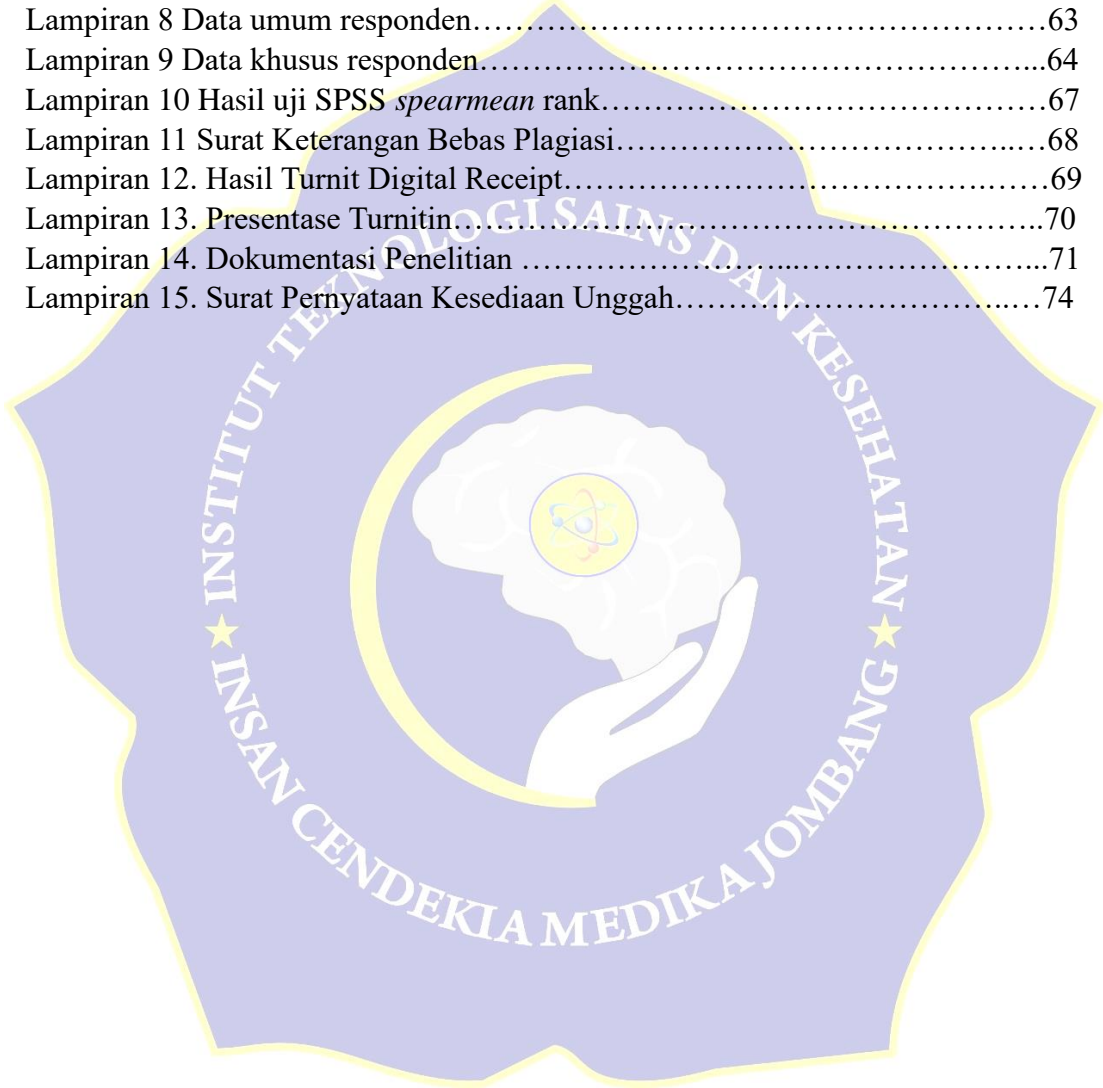 Lampiran 8 Data umum responden…………………………………………………63
Lampiran 9 Data khusus responden………………………………………………...64
Lampiran 10 Hasil uji SPSS spearmean rank………………………………………67
Lampiran 11 Surat Keterangan Bebas Plagiasi…………………………………..…68
Lampiran 12. Hasil Turnit Digital Receipt……………………………….……69
Lampiran 13. Presentase Turnitin…………………………………………………..70
Lampiran 14. Dokumentasi Penelitian ……………………………………………...71
Lampiran 15. Surat Pernyataan Kesediaan Unggah……………………………..…74
INSTITUT TEKNOLOGI SAINS DAN KESEHATAN
INSAN CENDEKIA MEDIKA JOMBANG